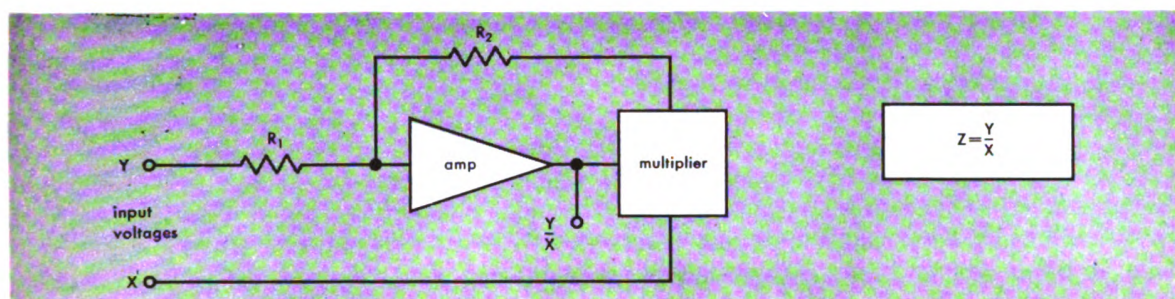 R2
R1
Y
amp
multiplier
Z=Y/X
input
voltages
Y/X
X